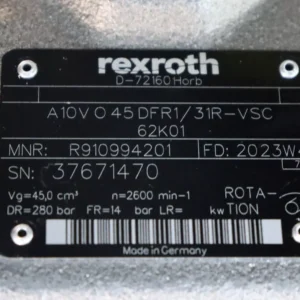 rexroth
D-72160 Horb
A10VO45DFR1/31R-VSC
62K01
MNR: R910994201 FD: 2023W
SN: 37671470
Vg=45,0 cm³ n=2600 min-1 ROTA-
DR=280 bar FR=14 bar LR= kw TION
Made in Germany